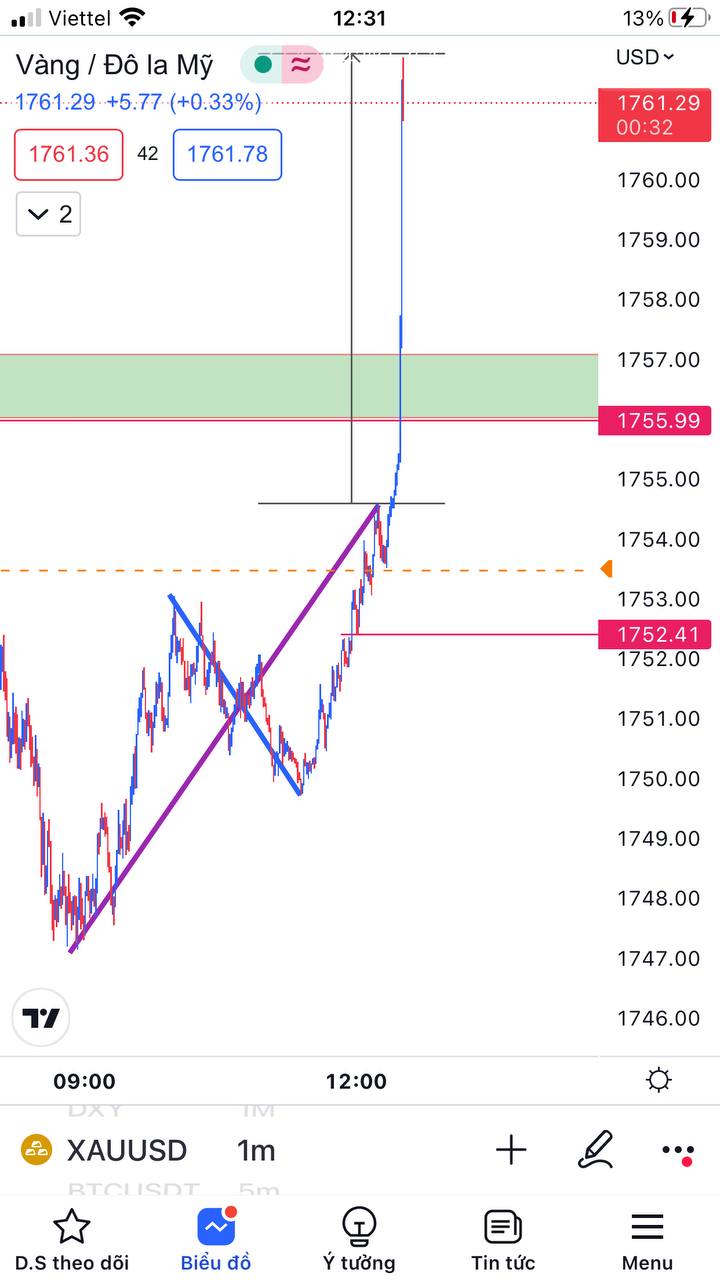 Viettel 12:31 13%
Vàng / Đô la Mỹ USD
1761.29 +5.77 (+0.33%)
1761.29
00:32
1761.36 42 1761.78
2
1760.00
1759.00
1758.00
1757.00
1755.99
1755.00
1754.00
1753.00
1752.41
1752.00
1751.00
1750.00
1749.00
1748.00
1747.00
1746.00
09:00 12:00
DXY 1M
XAUUSD 1m
BTCUSDT 5m
D.S theo dõi Biểu đồ Ý tưởng Tin tức Menu